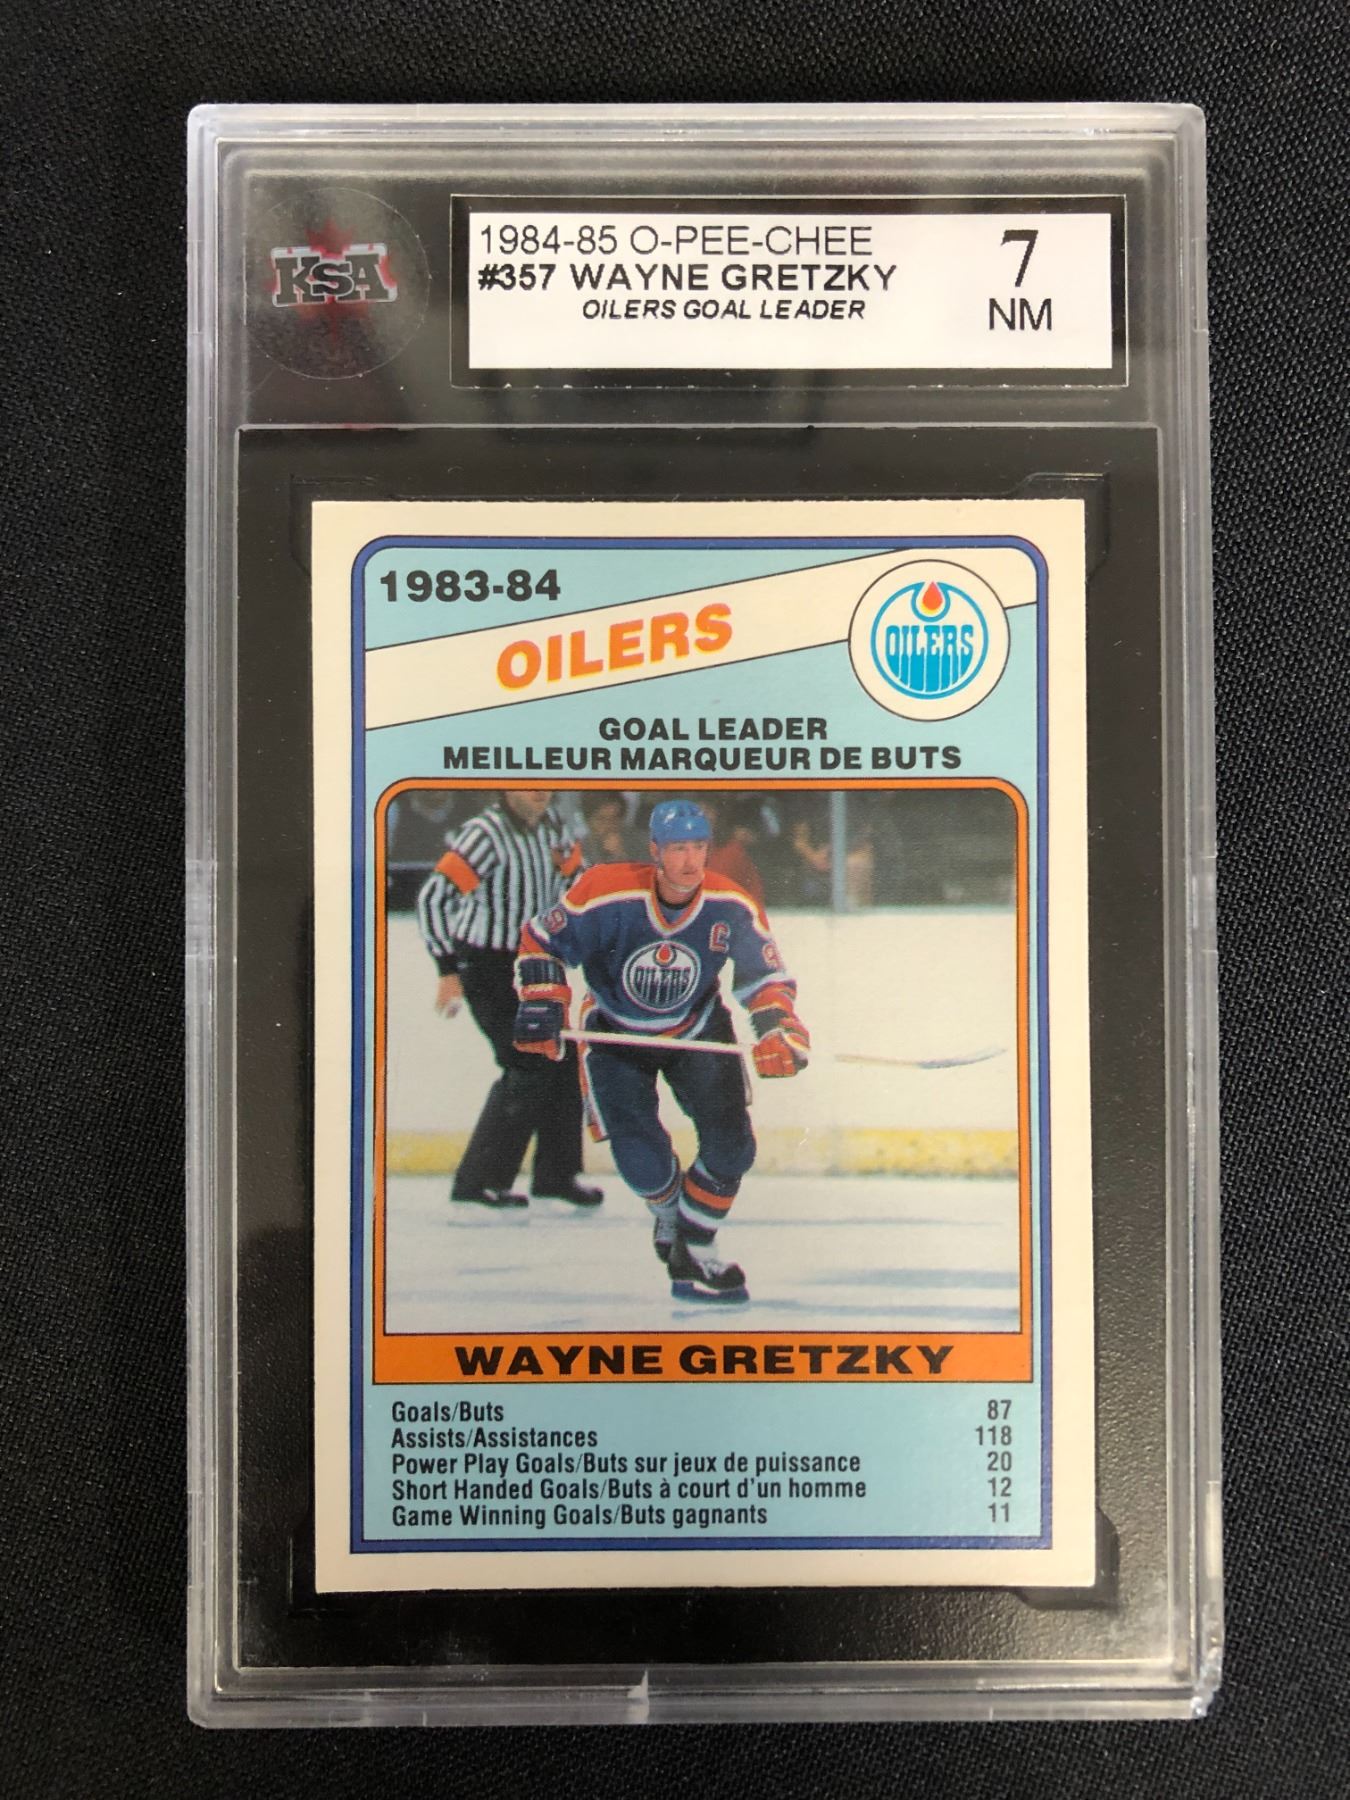 KSA
1984-85 O-PEE-CHEE
#357 WAYNE GRETZKY
OILERS GOAL LEADER
7
NM
1983-84
OILERS
OILERS
GOAL LEADER
MEILLEUR MARQUEUR DE BUTS
C
OILERS
WAYNE GRETZKY
Goals/Buts 87
Assists/Assistances 118
Power Play Goals/Buts sur jeux de puissance 20
Short Handed Goals/Buts à court d'un homme 12
Game Winning Goals/Buts gagnants 11